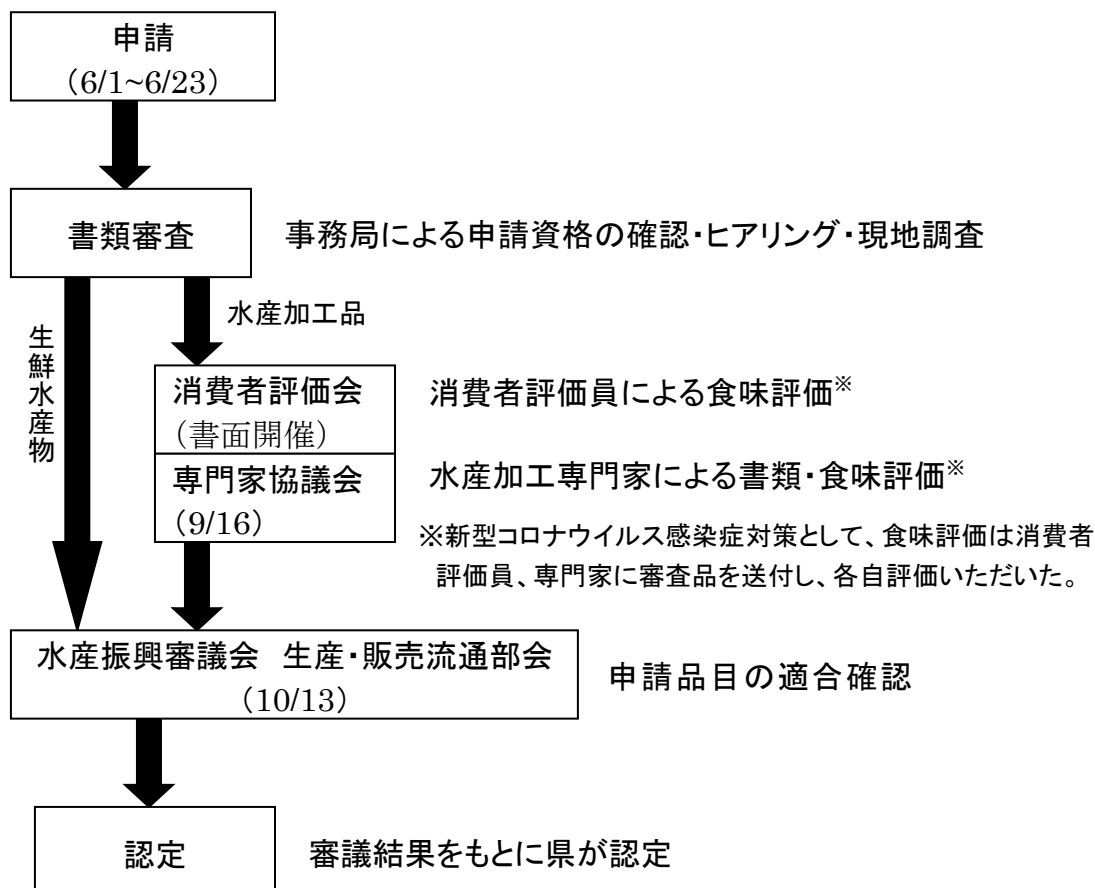 申請
（6/1~6/23）
書類審査
事務局による申請資格の確認・ヒアリング・現地調査
生鮮水産物
水産加工品
消費者評価会
（書面開催）
消費者評価員による食味評価※
専門家協議会
（9/16）
水産加工専門家による書類・食味評価※
※新型コロナウイルス感染症対策として、食味評価は消費者
評価員、専門家に審査品を送付し、各自評価いただいた。
水産振興審議会　生産・販売流通部会
（10/13）
申請品目の適合確認
認定
審議結果をもとに県が認定